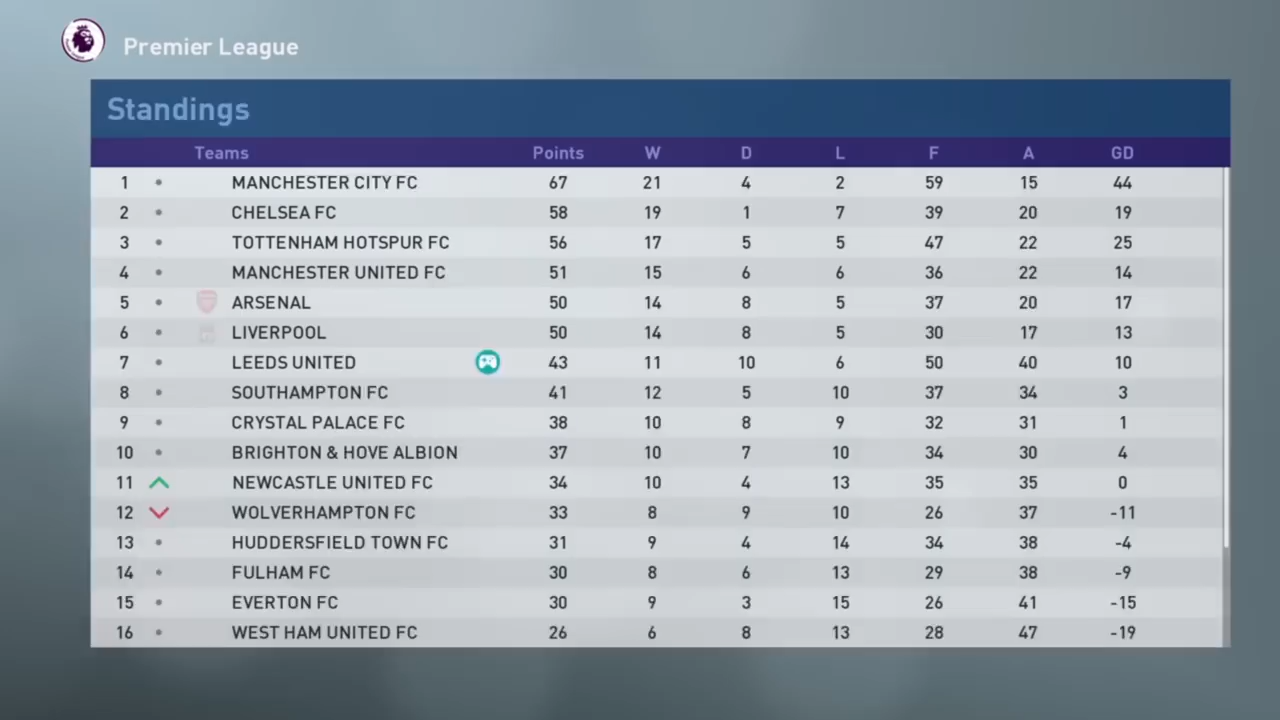 Premier League
Standings
Teams Points W D L F A GD
1 MANCHESTER CITY FC 67 21 4 2 59 15 44
2 CHELSEA FC 58 19 1 7 39 20 19
3 TOTTENHAM HOTSPUR FC 56 17 5 5 47 22 25
4 MANCHESTER UNITED FC 51 15 6 6 36 22 14
5 ARSENAL 50 14 8 5 37 20 17
6 LIVERPOOL 50 14 8 5 30 17 13
7 LEEDS UNITED 43 11 10 6 50 40 10
8 SOUTHAMPTON FC 41 12 5 10 37 34 3
9 CRYSTAL PALACE FC 38 10 8 9 32 31 1
10 BRIGHTON & HOVE ALBION 37 10 7 10 34 30 4
11 NEWCASTLE UNITED FC 34 10 4 13 35 35 0
12 WOLVERHAMPTON FC 33 8 9 10 26 37 -11
13 HUDDERSFIELD TOWN FC 31 9 4 14 34 38 -4
14 FULHAM FC 30 8 6 13 29 38 -9
15 EVERTON FC 30 9 3 15 26 41 -15
16 WEST HAM UNITED FC 26 6 8 13 28 47 -19